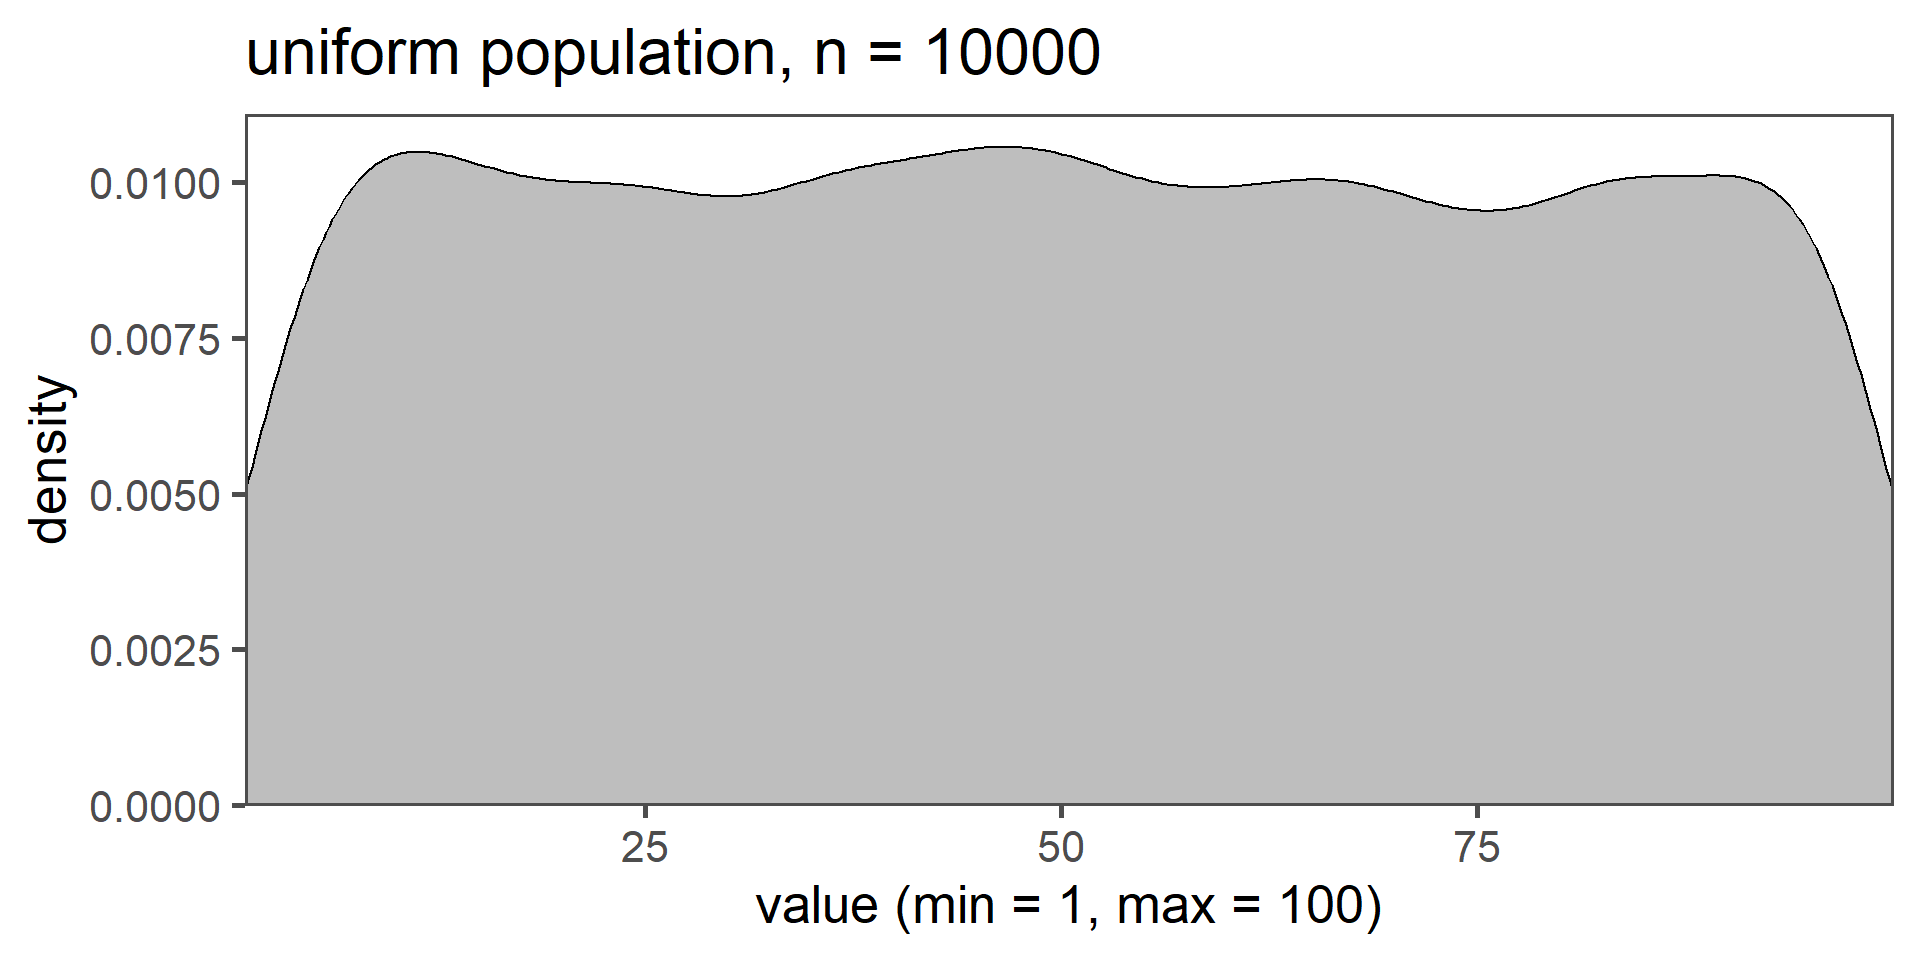 uniform population, n = 10000
0.0100
0.0075
0.0050
0.0025
0.0000
density
25 50 75
value (min = 1, max = 100)